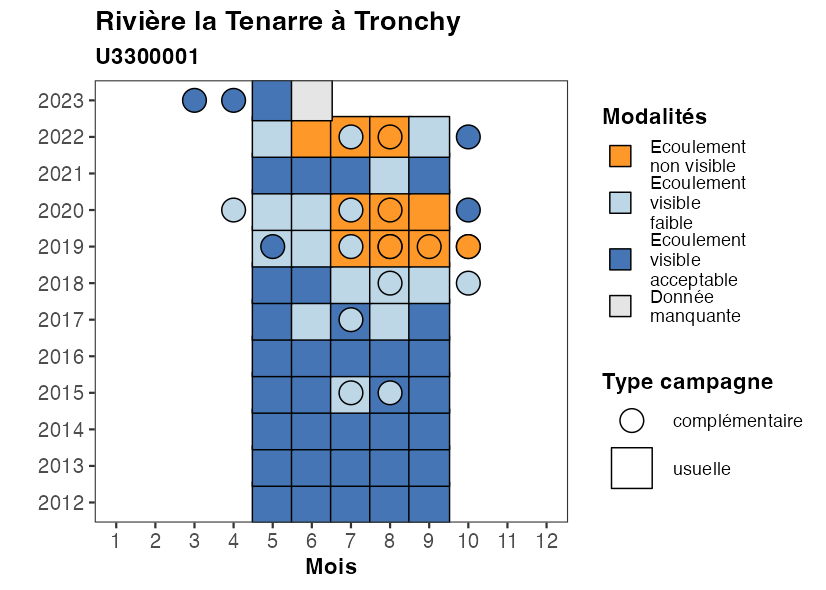 Rivière la Tenarre à Tronchy
U3300001
2023
2022
2021
2020
2019
2018
2017
2016
2015
2014
2013
2012
1 2 3 4 5 6 7 8 9 10 11 12
Mois
Modalités
Ecoulement
non visible
Ecoulement
visible
faible
Ecoulement
visible
acceptable
Donnée
manquante
Type campagne
complémentaire
usuelle